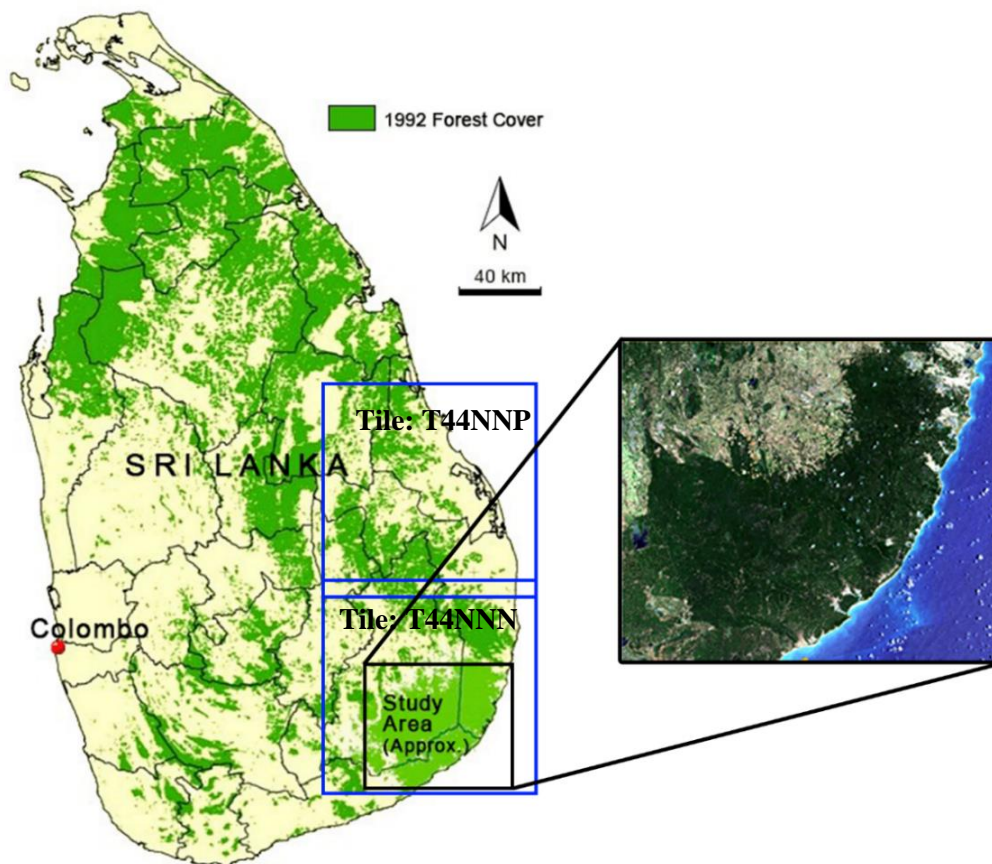 1992 Forest Cover
N
40 km
Tile: T44NNP
SRI LANKA
Tile: T44NNN
Colombo
Study
Area
(Approx.)